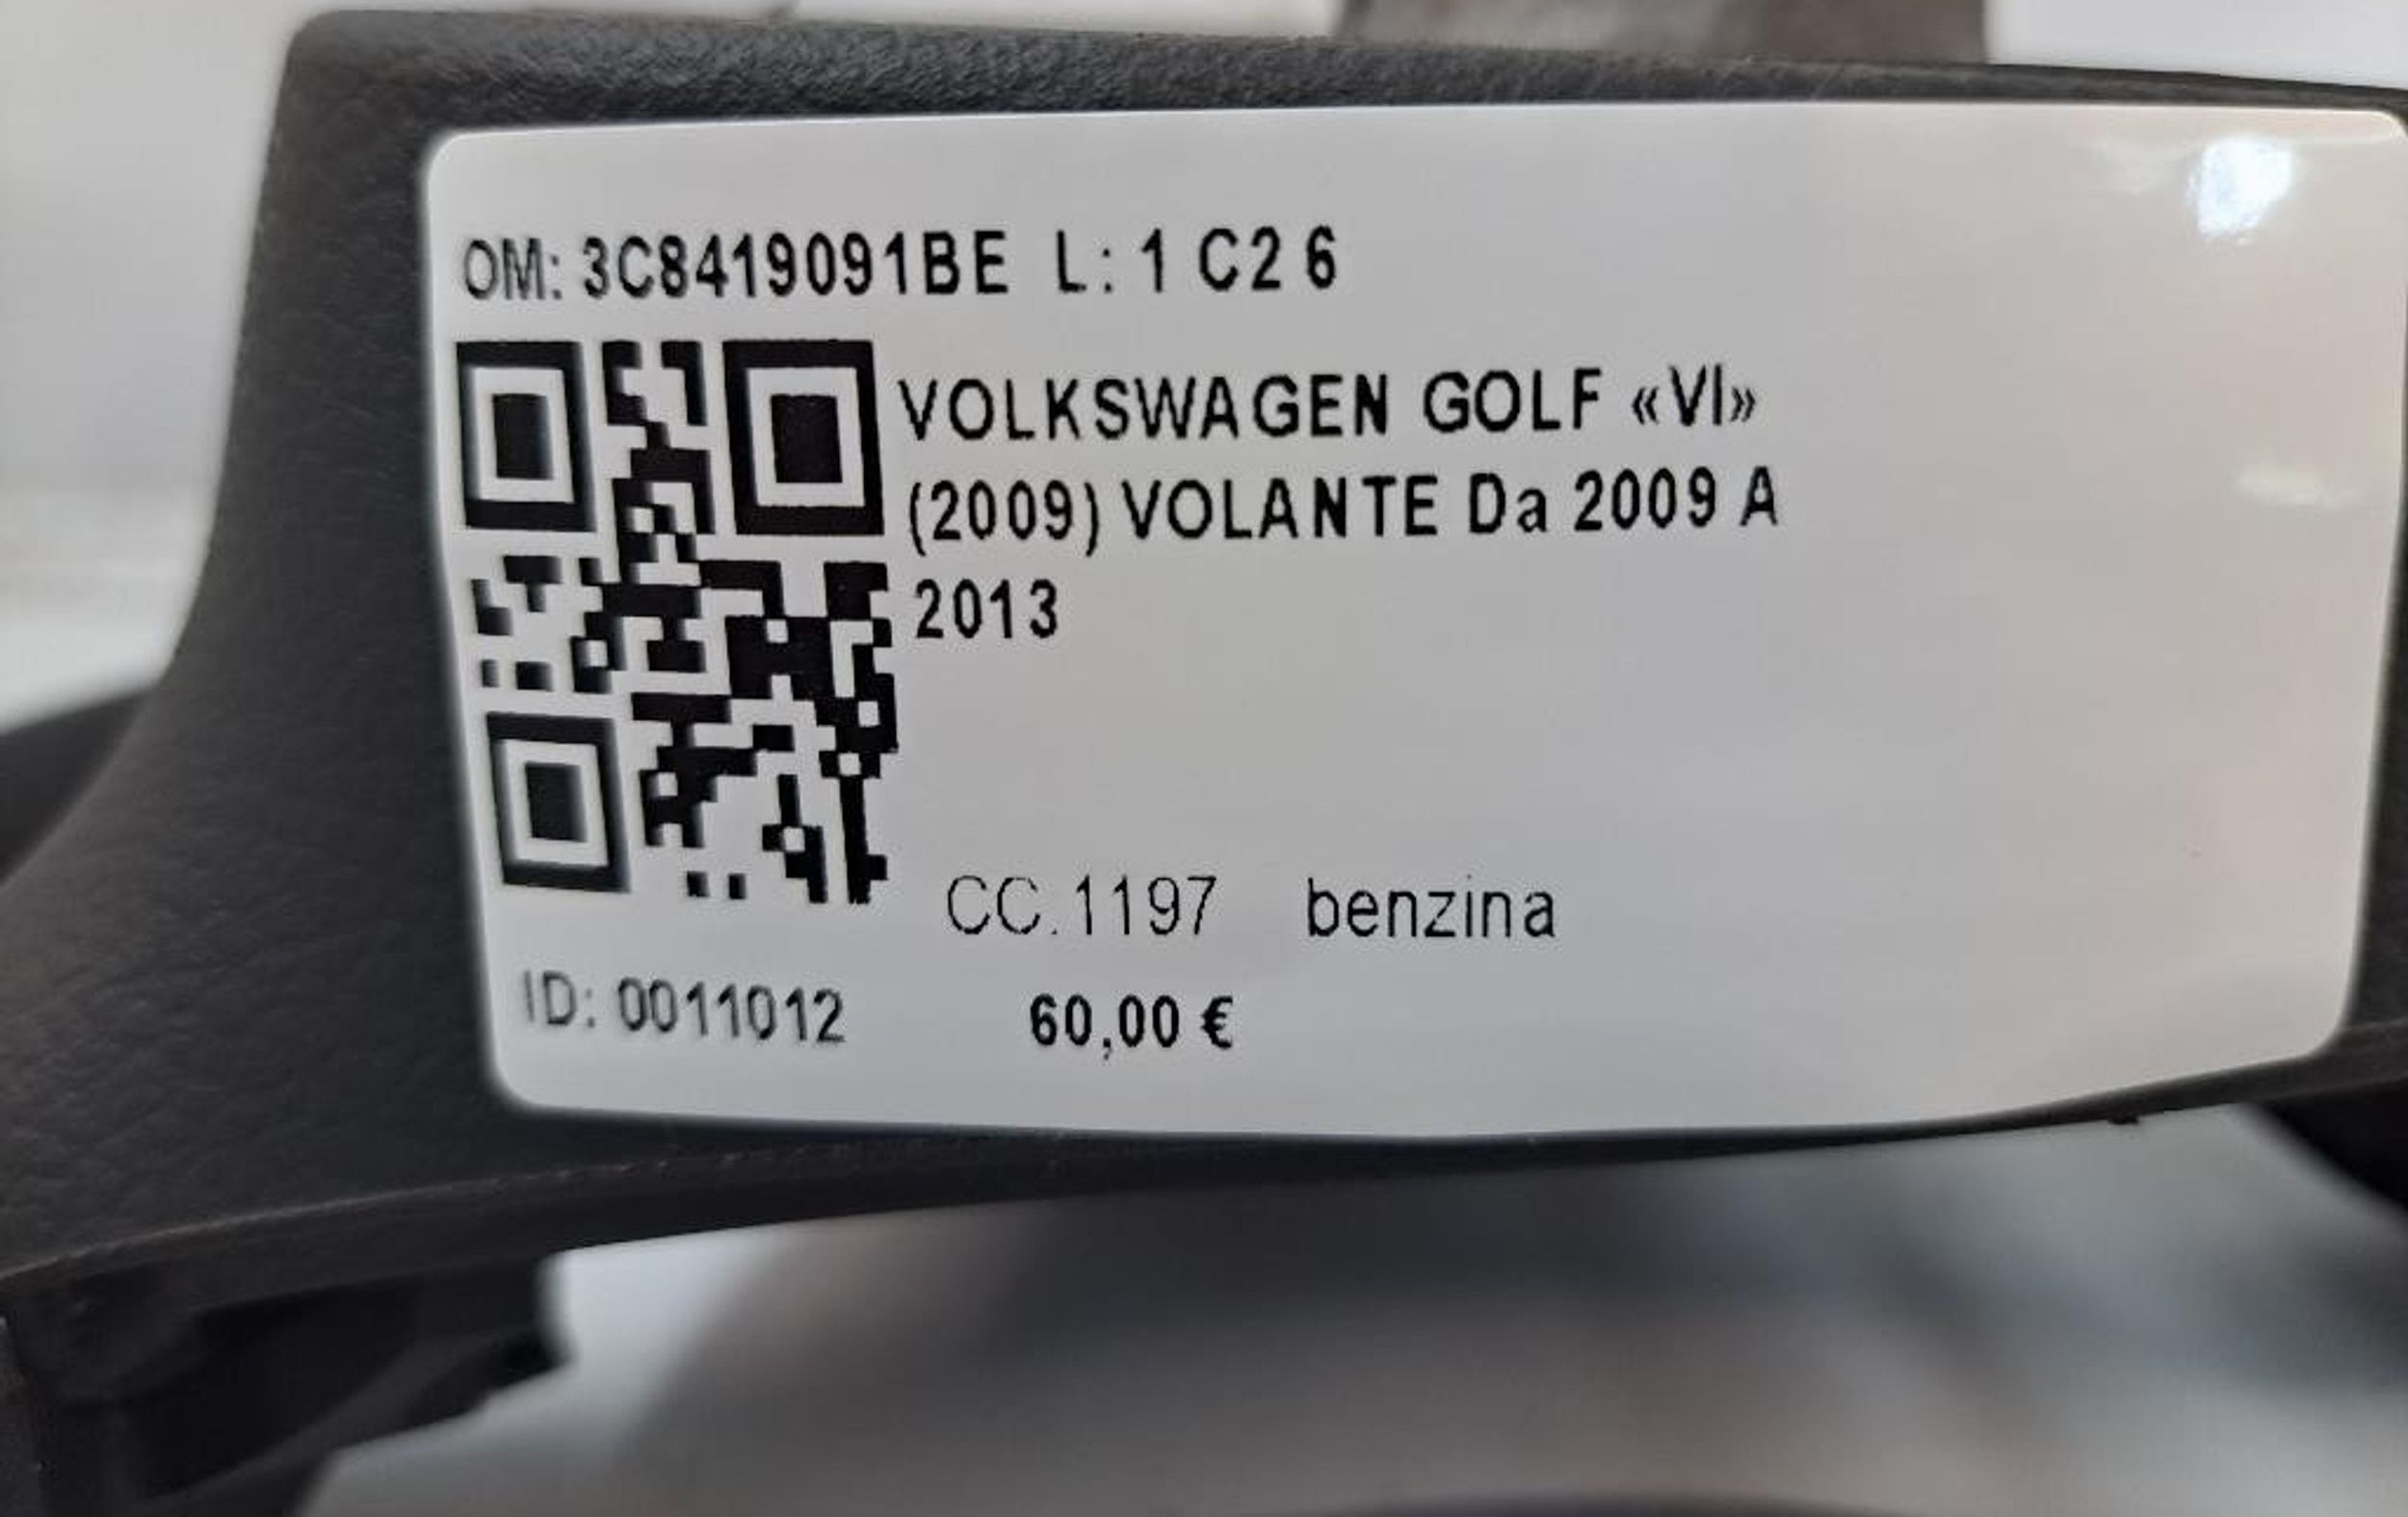 OM: 3C8419091BE L: 1 C2 6
VOLKSWAGEN GOLF «VI»
(2009) VOLANTE Da 2009 A
2013
CC.1197 benzina
ID: 0011012 60,00 €